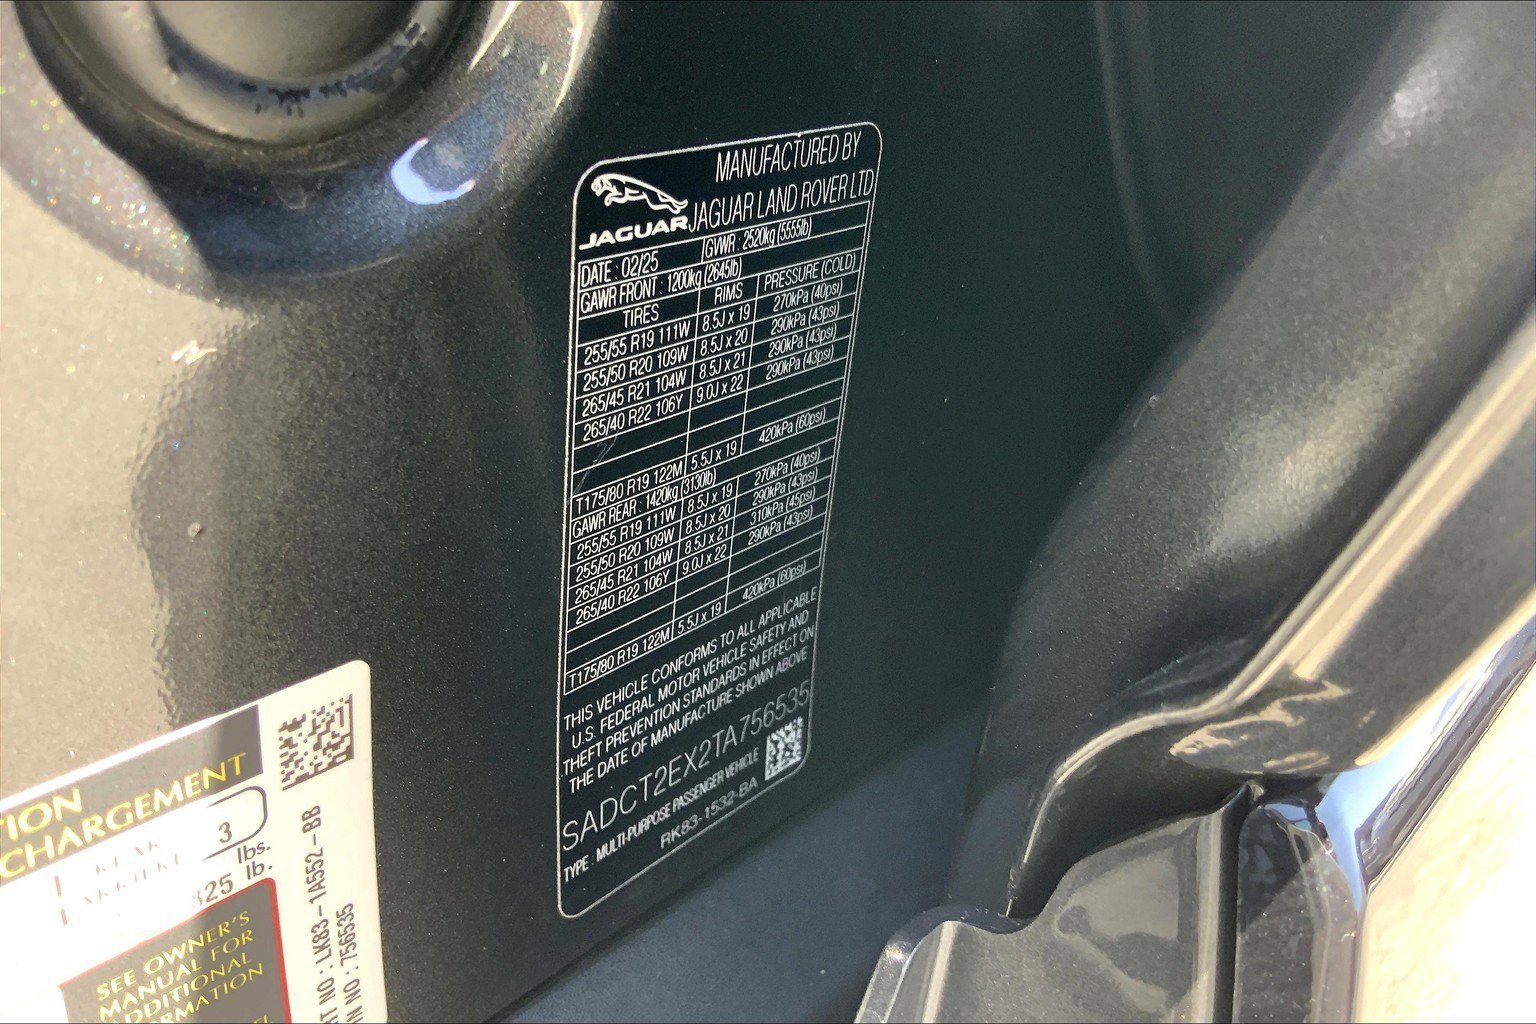 MANUFACTURED BY
JAGUAR LAND ROVER LTD
JAGUAR
DATE : 02/25 GVWR : 2520kg (5555lb)
GAWR FRONT : 1200kg (2645lb)
TIRES RIMS PRESSURE (COLD)
255/55 R19 111W 8.5J x 19 270kPa (40psi)
255/50 R20 109W 8.5J x 20 290kPa (43psi)
265/45 R21 104W 8.5J x 21 290kPa (43psi)
265/40 R22 106Y 9.0J x 22 290kPa (43psi)
T175/80 R19 122M 5.5J x 19 420kPa (60psi)
GAWR REAR : 1420kg (3130lb)
255/55 R19 111W 8.5J x 19 270kPa (40psi)
255/50 R20 109W 8.5J x 20 290kPa (43psi)
265/45 R21 104W 8.5J x 21 310kPa (45psi)
265/40 R22 106Y 9.0J x 22 290kPa (43psi)
T175/80 R19 122M 5.5J x 19 420kPa (60psi)
THIS VEHICLE CONFORMS TO ALL APPLICABLE
U.S. FEDERAL MOTOR VEHICLE SAFETY AND
THEFT PREVENTION STANDARDS IN EFFECT ON
THE DATE OF MANUFACTURE SHOWN ABOVE
SADCT2EX2TA756535
TYPE : MULTI-PURPOSE PASSENGER VEHICLE
RK83-1532-BA
TION
CHARGEMENT
REAR 3
ARRIERE
lbs.
825 lb.
SEE OWNER'S
MANUAL FOR
ADDITIONAL
FORMATION
RT NO : LK83-1A552-BB
IN NO : 756535